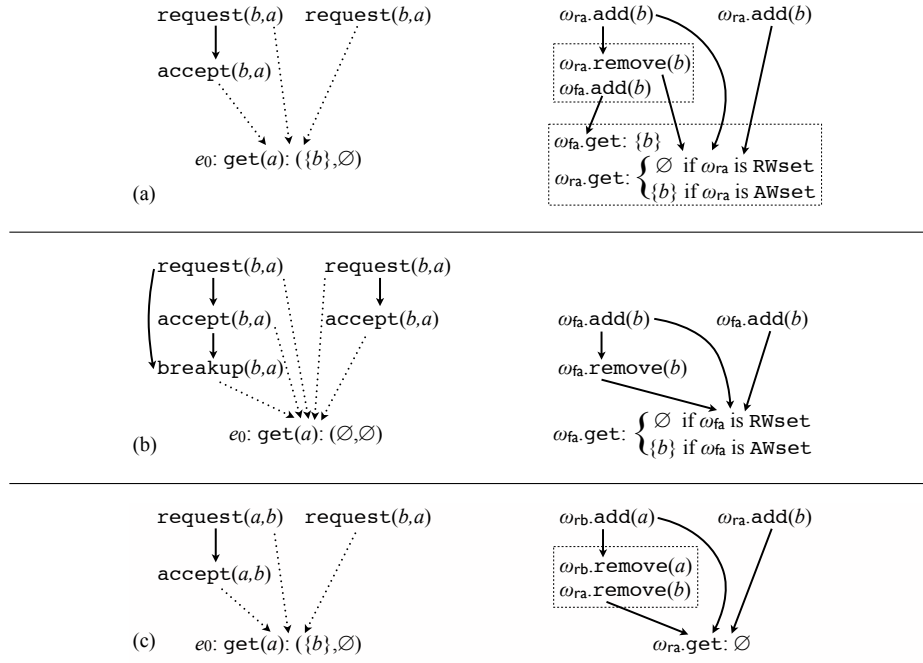 request(b,a) request(b,a)
accept(b,a)
e0: get(a): ({b},∅)
(a)
ωra.add(b) ωra.add(b)
ωra.remove(b)
ωfa.add(b)
ωfa.get: {b}
ωra.get: { ∅ if ωra is RWset
{b} if ωra is AWset
request(b,a) request(b,a)
accept(b,a) accept(b,a)
breakup(b,a)
e0: get(a): (∅,∅)
(b)
ωfa.add(b) ωfa.add(b)
ωfa.remove(b)
ωfa.get: { ∅ if ωfa is RWset
{b} if ωfa is AWset
request(a,b) request(b,a)
accept(a,b)
e0: get(a): ({b},∅)
(c)
ωrb.add(a) ωra.add(b)
ωrb.remove(a)
ωra.remove(b)
ωra.get: ∅